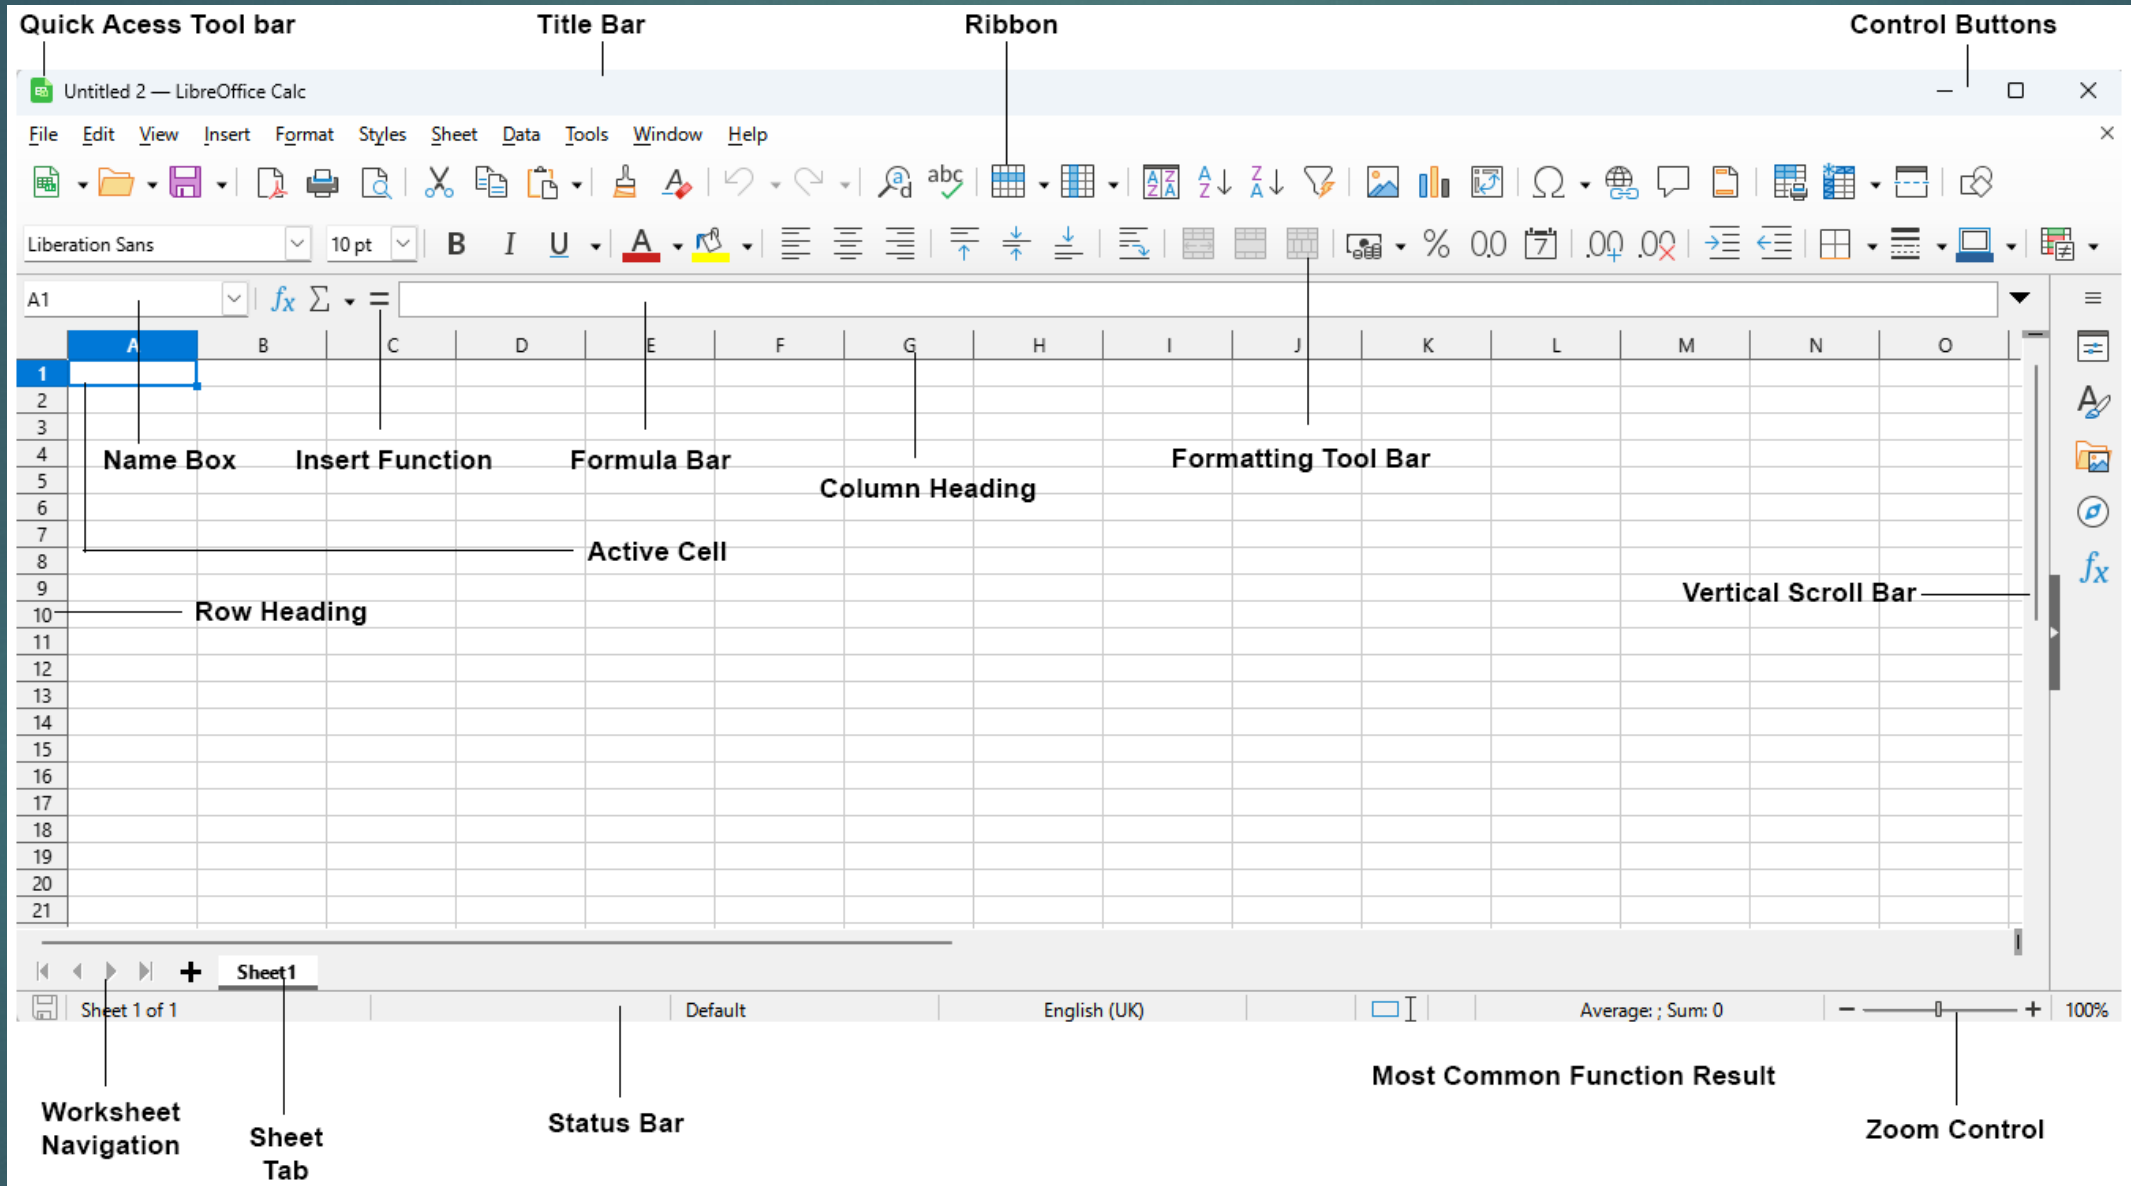 Quick Acess Tool bar
Title Bar
Ribbon
Control Buttons
Untitled 2 — LibreOffice Calc
File Edit View Insert Format Styles Sheet Data Tools Window Help
abc
Liberation Sans 10 pt B I U A % 00 7 .00 .00
A1 fx Σ =
A B C D E F G H I J K L M N O
1
2
3
4
Name Box Insert Function Formula Bar Formatting Tool Bar
5
Column Heading
6
7
Active Cell
8
9
Vertical Scroll Bar
fx
10
Row Heading
11
12
13
14
15
16
17
18
19
20
21
Sheet1
Sheet 1 of 1 Default English (UK) Average: ; Sum: 0 100%
Most Common Function Result
Worksheet
Navigation
Sheet
Tab
Status Bar
Zoom Control